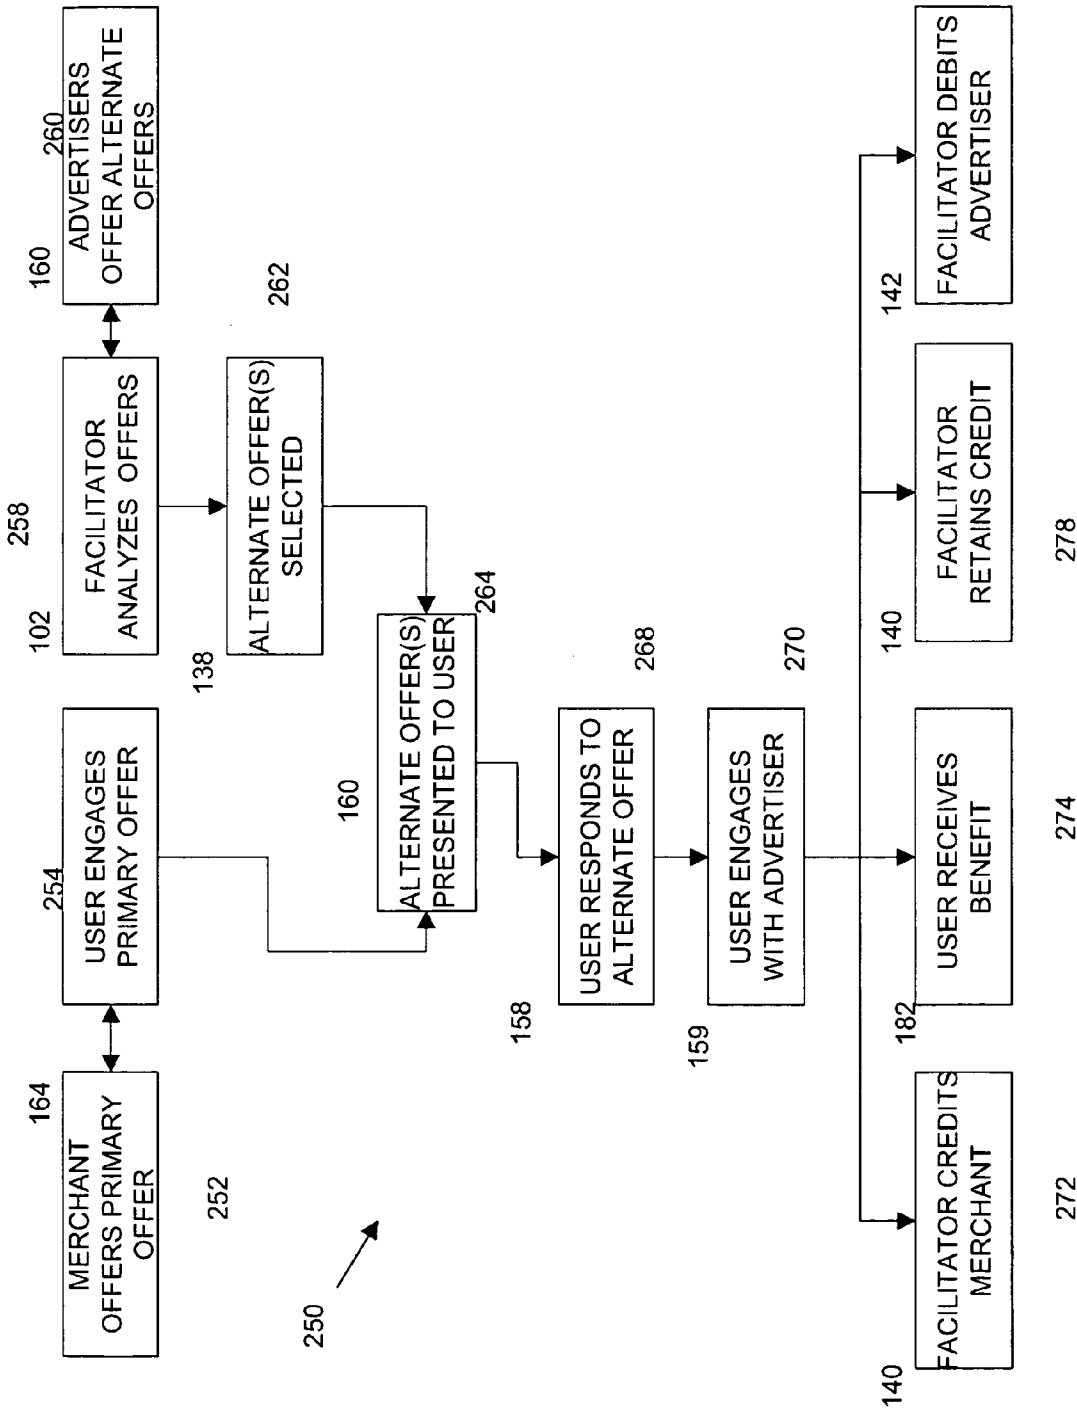 164
MERCHANT
OFFERS PRIMARY
OFFER
252
254
USER ENGAGES
PRIMARY OFFER
258
102
FACILITATOR
ANALYZES OFFERS
160
260
ADVERTISERS
OFFER ALTERNATE
OFFERS
138
ALTERNATE OFFER(S)
SELECTED
262
160
ALTERNATE OFFER(S)
PRESENTED TO USER
264
250
158
USER RESPONDS TO
ALTERNATE OFFER
268
159
USER ENGAGES
WITH ADVERTISER
270
140
FACILITATOR CREDITS
MERCHANT
272
182
USER RECEIVES
BENEFIT
274
140
FACILITATOR
RETAINS CREDIT
278
142
FACILITATOR DEBITS
ADVERTISER